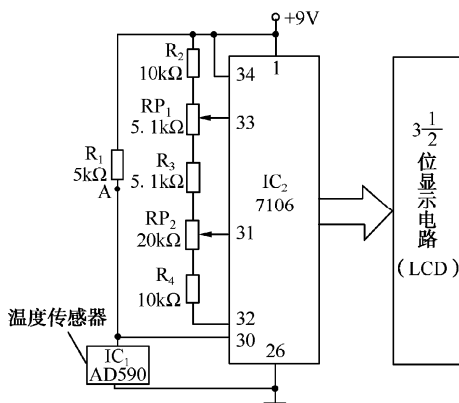 +9V
R₂
10kΩ
1
34
RP₁
5. 1kΩ
33
3 1/2
位
显
示
电
路
(LCD)
R₁
5kΩ
A
R₃
5. 1kΩ
IC₂
7106
RP₂
20kΩ
31
R₄
10kΩ
温度传感器
32
30
IC₁
AD590
26